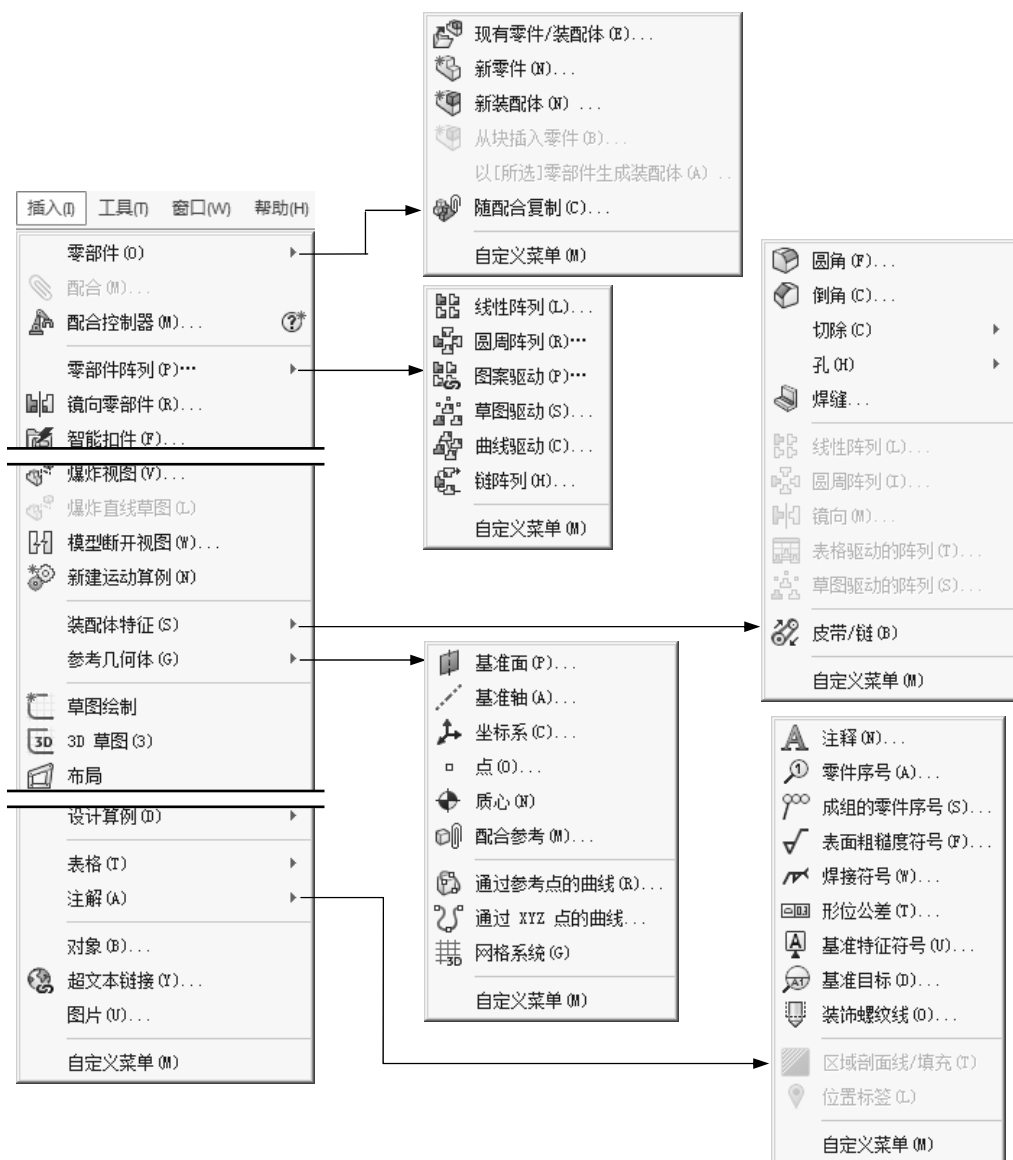 插入(I) 工具(T) 窗口(W) 帮助(H)
零部件(O)
配合(M)...
配合控制器(M)...
零部件阵列(P)…
镜向零部件(R)...
智能扣件(F)...
爆炸视图(V)...
爆炸直线草图(L)
模型断开视图(W)...
新建运动算例(N)
装配体特征(S)
参考几何体(G)
草图绘制
3D 3D 草图(3)
布局
设计算例(D)
表格(T)
注解(A)
对象(B)...
超文本链接(Y)...
图片(U)...
自定义菜单(M)
现有零件/装配体(E)...
新零件(N)...
新装配体(N) ...
从块插入零件(B)...
以[所选]零部件生成装配体(A) ..
随配合复制(C)...
自定义菜单(M)
线性阵列(L)...
圆周阵列(R)…
图案驱动(P)…
草图驱动(S)...
曲线驱动(C)...
链阵列(H)...
自定义菜单(M)
圆角(F)...
倒角(C)...
切除(C)
孔(H)
焊缝...
线性阵列(L)...
圆周阵列(I)...
镜向(M)...
表格驱动的阵列(T)...
草图驱动的阵列(S)...
皮带/链(B)
自定义菜单(M)
基准面(P)...
基准轴(A)...
坐标系(C)...
点(O)...
质心(N)
配合参考(M)...
通过参考点的曲线(R)...
通过 XYZ 点的曲线...
3D 网格系统(G)
自定义菜单(M)
A 注释(N)...
1 零件序号(A)...
成组的零件序号(S)...
表面粗糙度符号(F)...
焊接符号(W)...
形位公差(T)...
A 基准特征符号(U)...
A1 基准目标(D)...
装饰螺纹线(O)...
区域剖面线/填充(T)
位置标签(L)
自定义菜单(M)